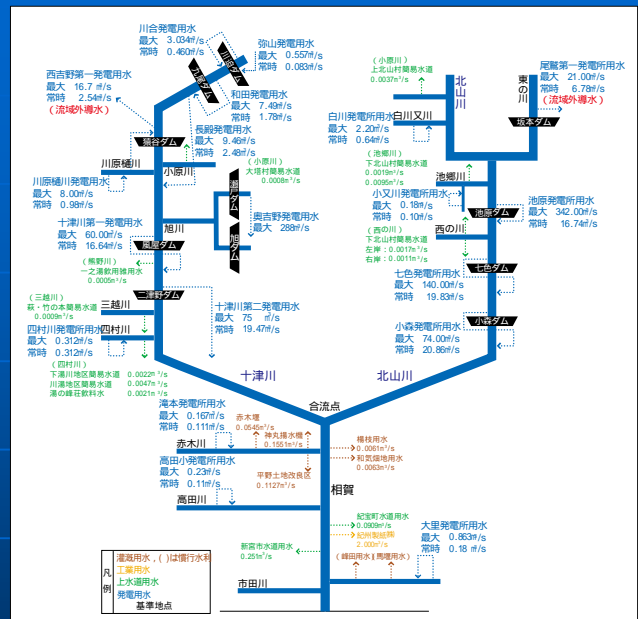 川合発電用水
最大 3.034㎥/s
常時 0.460㎥/s
弥山発電用水
最大 0.557㎥/s
常時 0.083㎥/s
川迫ダム
九尾ダム
西吉野第一発電用水
最大 16.7 ㎥/s
常時 2.54㎥/s
(流域外導水)
和田発電用水
最大 7.49㎥/s
常時 1.78㎥/s
長殿発電用水
最大 9.46㎥/s
常時 2.48㎥/s
猿谷ダム
川原樋川
小原川
(小原川)
大塔村簡易水道
0.0008m³/s
川原樋川発電用水
最大 8.00㎥/s
常時 0.98㎥/s
瀬戸ダム
旭ダム
奥吉野発電用水
最大 288㎥/s
十津川第一発電用水
最大 60.00㎥/s
常時 16.64㎥/s
旭川
風屋ダム
(熊野川)
一之湯飲用雑用水
0.0005m³/s
二津野ダム
(三越川)
萩・竹の本簡易水道
0.0009m³/s
三越川
十津川第二発電用水
最大 75 ㎥/s
常時 19.47㎥/s
四村川発電所用水
最大 0.312㎥/s
常時 0.312㎥/s
四村川
(四村川)
下湯川地区簡易水道 0.0022m³/s
川湯地区簡易水道 0.0047m³/s
湯の峰荘飲料水 0.0021m³/s
十津川
北山川
合流点
(小原川)
上北山村簡易水道
0.0037m³/s
北山川
東の川
尾鷲第一発電所用水
最大 21.00㎥/s
常時 6.78㎥/s
(流域外導水)
坂本ダム
白川発電所用水
最大 2.20㎥/s
常時 0.64㎥/s
白川又川
(池郷川)
下北山村簡易水道
0.0019m³/s
0.0095m³/s
池郷川
小又川発電所用水
最大 0.18㎥/s
常時 0.10㎥/s
池原ダム
池原発電所用水
最大 342.00㎥/s
常時 16.74㎥/s
(西の川)
下北山村簡易水道
左岸:0.0017m³/s
右岸:0.0011m³/s
西の川
七色ダム
七色発電所用水
最大 140.00㎥/s
常時 19.83㎥/s
小森ダム
小森発電所用水
最大 74.00㎥/s
常時 20.86㎥/s
滝本発電所用水
最大 0.167㎥/s
常時 0.111㎥/s
赤木堰
0.0545m³/s
神丸揚水機
0.1551m³/s
赤木川
平野土地改良区
0.1127m³/s
楊枝用水
0.0061m³/s
和気畑地用水
0.0063m³/s
高田小発電所用水
最大 0.23㎥/s
常時 0.11㎥/s
高田川
相賀
紀宝町水道用水
0.0909m³/s
紀州製紙㈱
2.000m³/s
新宮市水道用水
0.251m³/s
大里発電所用水
最大 0.863㎥/s
常時 0.18 ㎥/s
(蜂田用水)(馬堰用水)
市田川
凡例
灌漑用水，( )は慣行水利
工業用水
上水道用水
発電用水
基準地点